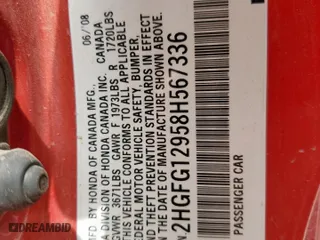 MFD. BY HONDA OF CANADA MFG., 06/'08
A DIVISION OF HONDA CANADA INC. CANADA
GVWR 3671LBS GAWR F 1973LBS R 1720LBS
THIS VEHICLE CONFORMS TO ALL APPLICABLE
FEDERAL MOTOR VEHICLE SAFETY, BUMPER,
AND THEFT PREVENTION STANDARDS IN EFFECT ON THE
DATE OF MANUFACTURE SHOWN ABOVE.
2HGFG12958H567336
PASSENGER CAR
DREAMBID